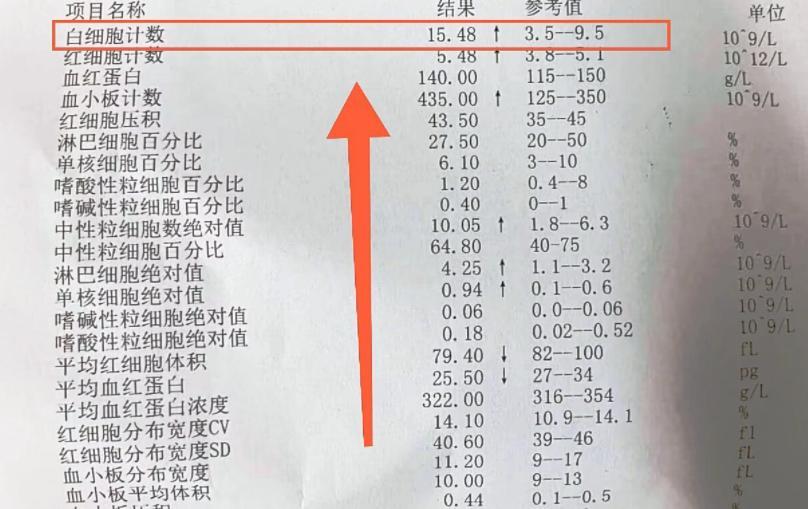 项目名称 结果 参考值 单位
白细胞计数 15.48 ↑ 3.5--9.5 10^9/L
红细胞计数 5.48 ↑ 3.8--5.1 10^12/L
血红蛋白 140.00 115--150 g/L
血小板计数 435.00 ↑ 125--350 10^9/L
红细胞压积 43.50 35--45
淋巴细胞百分比 27.50 20--50 %
单核细胞百分比 6.10 3--10 %
嗜酸性粒细胞百分比 1.20 0.4--8 %
嗜碱性粒细胞百分比 0.40 0--1 %
中性粒细胞数绝对值 10.05 ↑ 1.8--6.3 10^9/L
中性粒细胞百分比 64.80 40-75 %
淋巴细胞绝对值 4.25 ↑ 1.1--3.2 10^9/L
单核细胞绝对值 0.94 ↑ 0.1--0.6 10^9/L
嗜碱性粒细胞绝对值 0.06 0.0--0.06 10^9/L
嗜酸性粒细胞绝对值 0.18 0.02--0.52 10^9/L
平均红细胞体积 79.40 ↓ 82--100 fL
平均血红蛋白 25.50 ↓ 27--34 pg
平均血红蛋白浓度 322.00 316--354 g/L
红细胞分布宽度CV 14.10 10.9--14.1 %
红细胞分布宽度SD 40.60 39--46 fl
血小板分布宽度 11.20 9--17 fL
血小板平均体积 10.00 9--13 fL
0.44 0.1--0.5 %